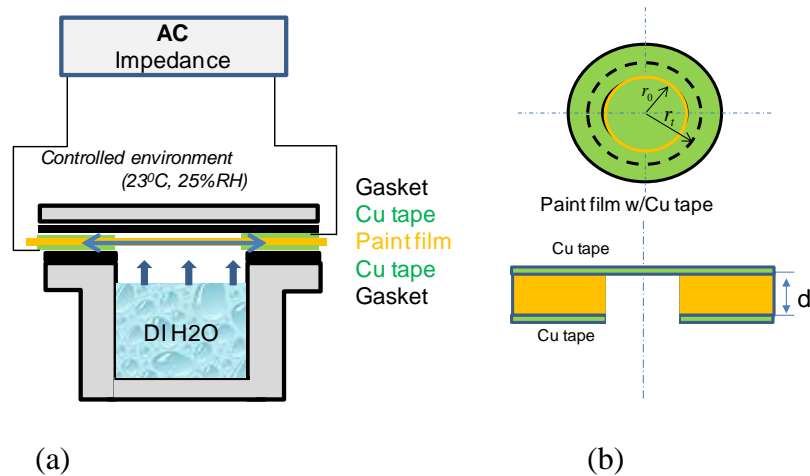 AC
Impedance
Controlled environment
(23⁰C, 25%RH)
Gasket
Cu tape
Paint film
Cu tape
Gasket
DI H2O
(a)
r₀
rₜ
Paint film w/Cu tape
Cu tape
d
Cu tape
(b)